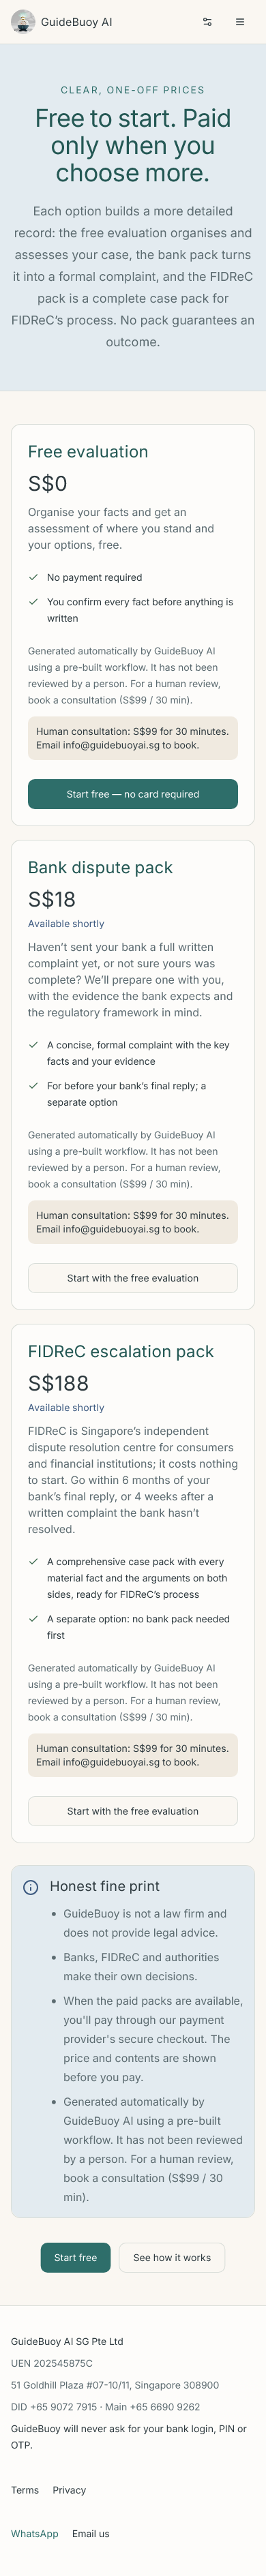 GuideBuoy AI
CLEAR, ONE-OFF PRICES
Free to start. Paid
only when you
choose more.
Each option builds a more detailed
record: the free evaluation organises and
assesses your case, the bank pack turns
it into a formal complaint, and the FIDReC
pack is a complete case pack for
FIDReC’s process. No pack guarantees an
outcome.
Free evaluation
S$0
Organise your facts and get an
assessment of where you stand and
your options, free.
No payment required
You confirm every fact before anything is
written
Generated automatically by GuideBuoy AI
using a pre-built workflow. It has not been
reviewed by a person. For a human review,
book a consultation (S$99 / 30 min).
Human consultation: S$99 for 30 minutes.
Email info@guidebuoyai.sg to book.
Start free — no card required
Bank dispute pack
S$18
Available shortly
Haven’t sent your bank a full written
complaint yet, or not sure yours was
complete? We’ll prepare one with you,
with the evidence the bank expects and
the regulatory framework in mind.
A concise, formal complaint with the key
facts and your evidence
For before your bank’s final reply; a
separate option
Generated automatically by GuideBuoy AI
using a pre-built workflow. It has not been
reviewed by a person. For a human review,
book a consultation (S$99 / 30 min).
Human consultation: S$99 for 30 minutes.
Email info@guidebuoyai.sg to book.
Start with the free evaluation
FIDReC escalation pack
S$188
Available shortly
FIDReC is Singapore’s independent
dispute resolution centre for consumers
and financial institutions; it costs nothing
to start. Go within 6 months of your
bank’s final reply, or 4 weeks after a
written complaint the bank hasn’t
resolved.
A comprehensive case pack with every
material fact and the arguments on both
sides, ready for FIDReC’s process
A separate option: no bank pack needed
first
Generated automatically by GuideBuoy AI
using a pre-built workflow. It has not been
reviewed by a person. For a human review,
book a consultation (S$99 / 30 min).
Human consultation: S$99 for 30 minutes.
Email info@guidebuoyai.sg to book.
Start with the free evaluation
Honest fine print
GuideBuoy is not a law firm and
does not provide legal advice.
Banks, FIDReC and authorities
make their own decisions.
When the paid packs are available,
you'll pay through our payment
provider's secure checkout. The
price and contents are shown
before you pay.
Generated automatically by
GuideBuoy AI using a pre-built
workflow. It has not been reviewed
by a person. For a human review,
book a consultation (S$99 / 30
min).
Start free
See how it works
GuideBuoy AI SG Pte Ltd
UEN 202545875C
51 Goldhill Plaza #07-10/11, Singapore 308900
DID +65 9072 7915 · Main +65 6690 9262
GuideBuoy will never ask for your bank login, PIN or
OTP.
Terms Privacy
WhatsApp Email us